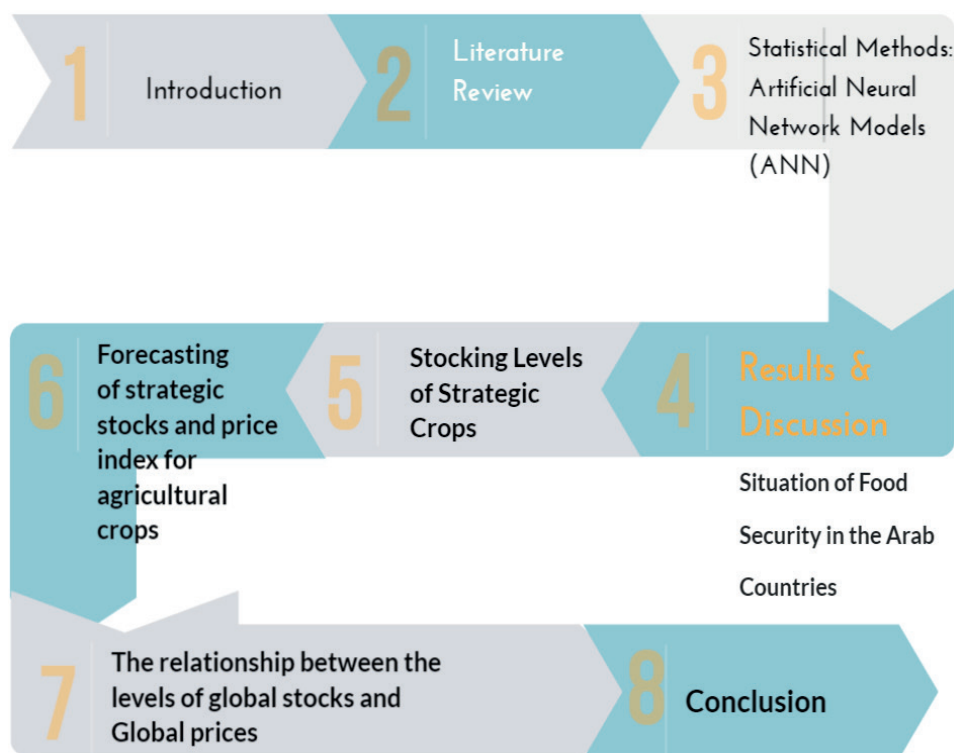 1
Introduction
2
Literature
Review
3
Statistical Methods:
Artificial Neural
Network Models
(ANN)
4
Results &
Discussion
Situation of Food
Security in the Arab
Countries
5
Stocking Levels
of Strategic
Crops
6
Forecasting
of strategic
stocks and price
index for
agricultural
crops
7
The relationship between the
levels of global stocks and
Global prices
8
Conclusion